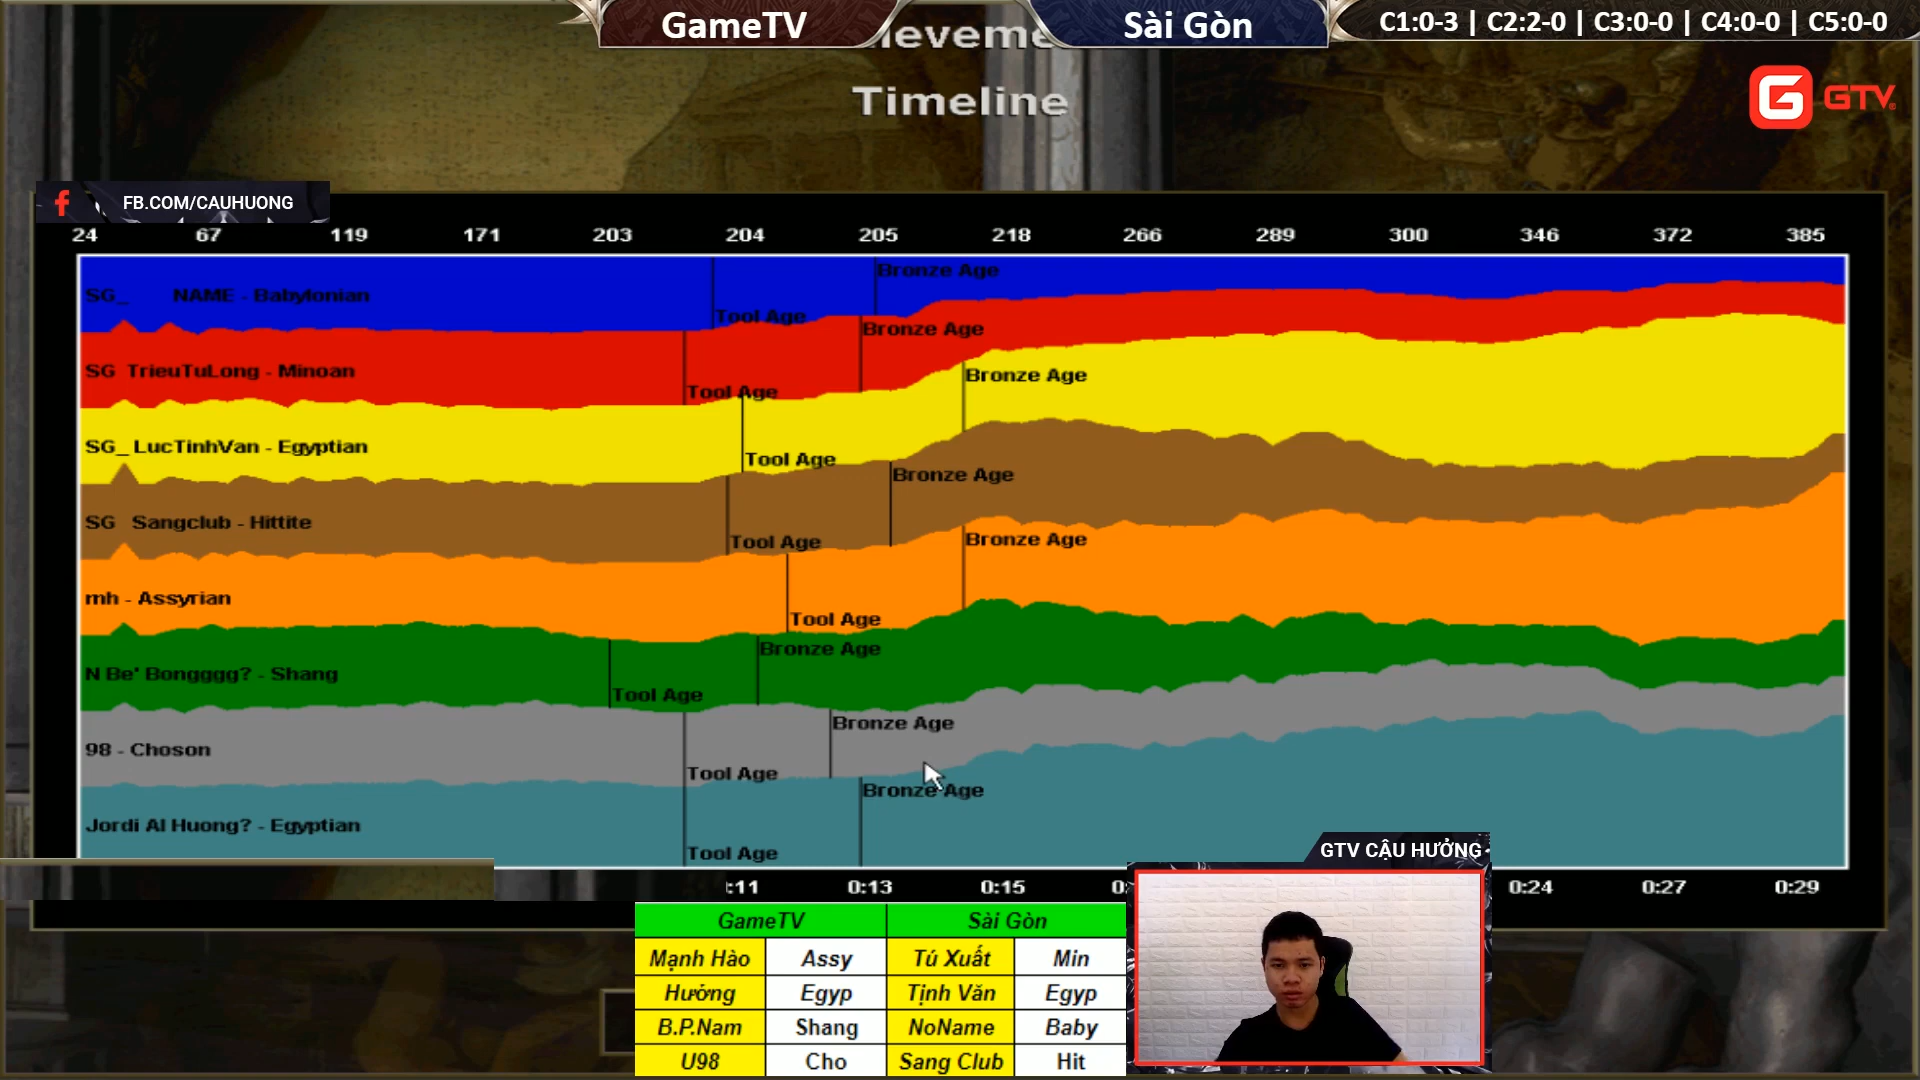 GameTV
Sài Gòn
C1:0-3 | C2:2-0 | C3:0-0 | C4:0-0 | C5:0-0
Timeline
G GTV
f FB.COM/CAUHUONG
24 67 119 171 203 204 205 218 266 289 300 346 372 385
Bronze Age
SG_ NAME - Babylonian
Tool Age
Bronze Age
SG TrieuTuLong - Minoan
Tool Age
Bronze Age
SG_ LucTinhVan - Egyptian
Tool Age
Bronze Age
SG Sangclub - Hittite
Tool Age
Bronze Age
mh - Assyrian
Tool Age
Bronze Age
N Be' Bongggg? - Shang
Tool Age
Bronze Age
98 - Choson
Tool Age
Bronze Age
Jordi AI Huong? - Egyptian
Tool Age
GTV CẬU HƯỞNG
:11 0:13 0:15 0:24 0:27 0:29
GameTV Sài Gòn
Mạnh Hào Assy Tú Xuất Min
Hưởng Egyp Tịnh Văn Egyp
B.P.Nam Shang NoName Baby
U98 Cho Sang Club Hit